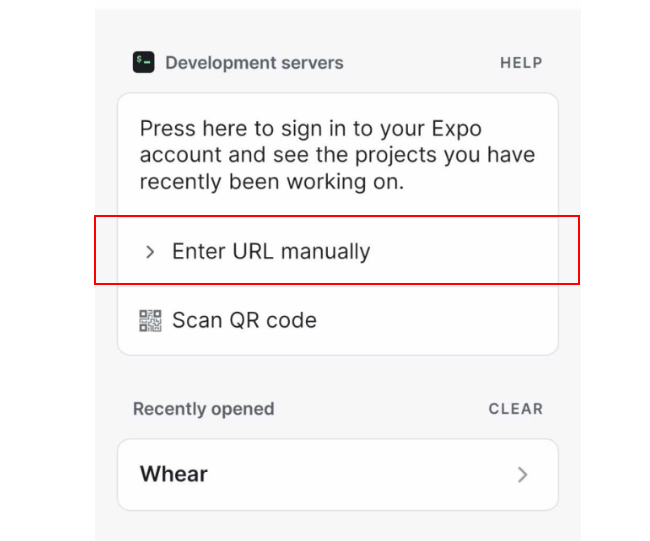 Development servers
HELP
Press here to sign in to your Expo
account and see the projects you have
recently been working on.
Enter URL manually
Scan QR code
Recently opened
CLEAR
Whear